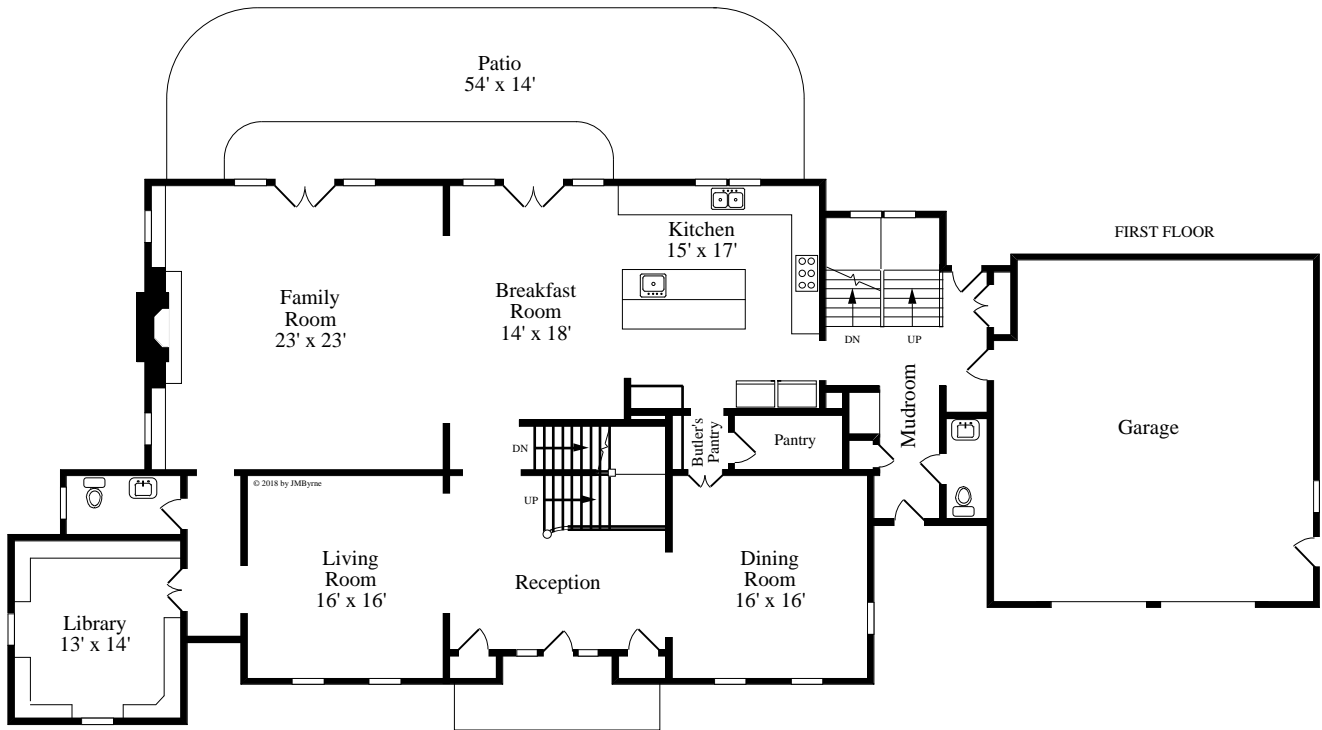 Patio
54' x 14'
Kitchen
15' x 17'
FIRST FLOOR
Family
Room
23' x 23'
Breakfast
Room
14' x 18'
DN
UP
Mudroom
Garage
Butler's
Pantry
Pantry
DN
UP
© 2018 by JMByrne
Living
Room
16' x 16'
Reception
Dining
Room
16' x 16'
Library
13' x 14'